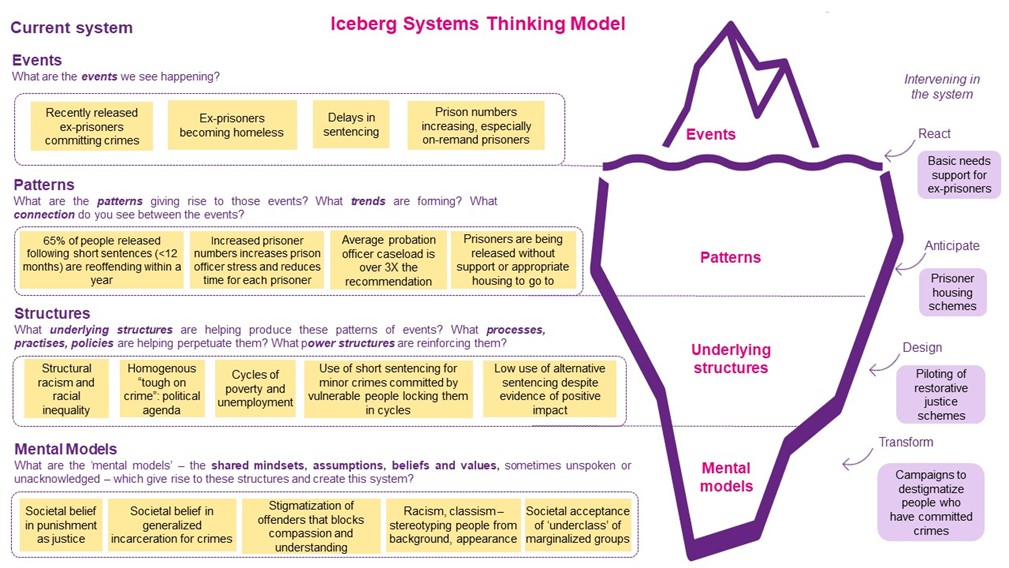 Iceberg Systems Thinking Model
Current system
Events
What are the events we see happening?
Recently released
ex-prisoners
committing crimes
Ex-prisoners
becoming homeless
Delays in
sentencing
Prison numbers
increasing, especially
on-remand prisoners
Patterns
What are the patterns giving rise to those events? What trends are forming? What
connection do you see between the events?
65% of people released
following short sentences (<12
months) are reoffending within a
year
Increased prisoner
numbers increases prison
officer stress and reduces
time for each prisoner
Average probation
officer caseload is
over 3X the
recommendation
Prisoners are being
released without
support or appropriate
housing to go to
Structures
What underlying structures are helping produce these patterns of events? What processes,
practises, policies are helping perpetuate them? What power structures are reinforcing them?
Structural
racism and
racial
inequality
Homogenous
“tough on
crime”: political
agenda
Cycles of
poverty and
unemployment
Use of short sentencing for
minor crimes committed by
vulnerable people locking them
in cycles
Low use of alternative
sentencing despite
evidence of positive
impact
Mental Models
What are the ‘mental models’ – the shared mindsets, assumptions, beliefs and values, sometimes unspoken or
unacknowledged – which give rise to these structures and create this system?
Societal belief
in punishment
as justice
Societal belief in
generalized
incarceration for crimes
Stigmatization of
offenders that blocks
compassion and
understanding
Racism, classism –
stereotyping people from
background, appearance
Societal acceptance
of ‘underclass’ of
marginalized groups
Events
Patterns
Underlying
structures
Mental
models
Intervening in
the system
React
Basic needs
support for
ex-prisoners
Anticipate
Prisoner
housing
schemes
Design
Piloting of
restorative
justice
schemes
Transform
Campaigns to
destigmatize
people who
have committed
crimes